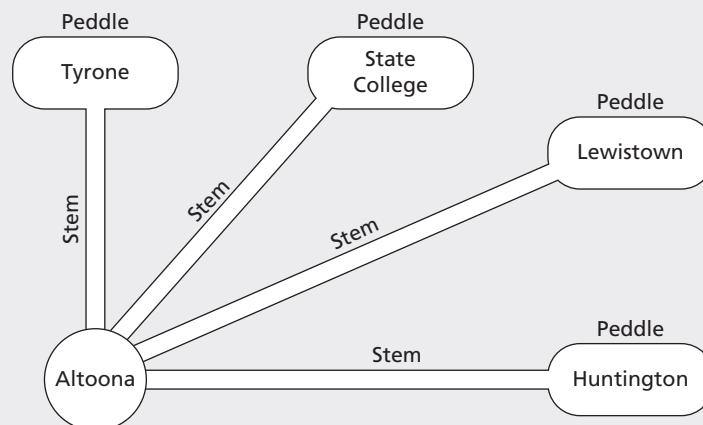 Peddle
Tyrone
Peddle
State
College
Peddle
Lewistown
Stem
Stem
Stem
Peddle
Huntington
Stem
Altoona